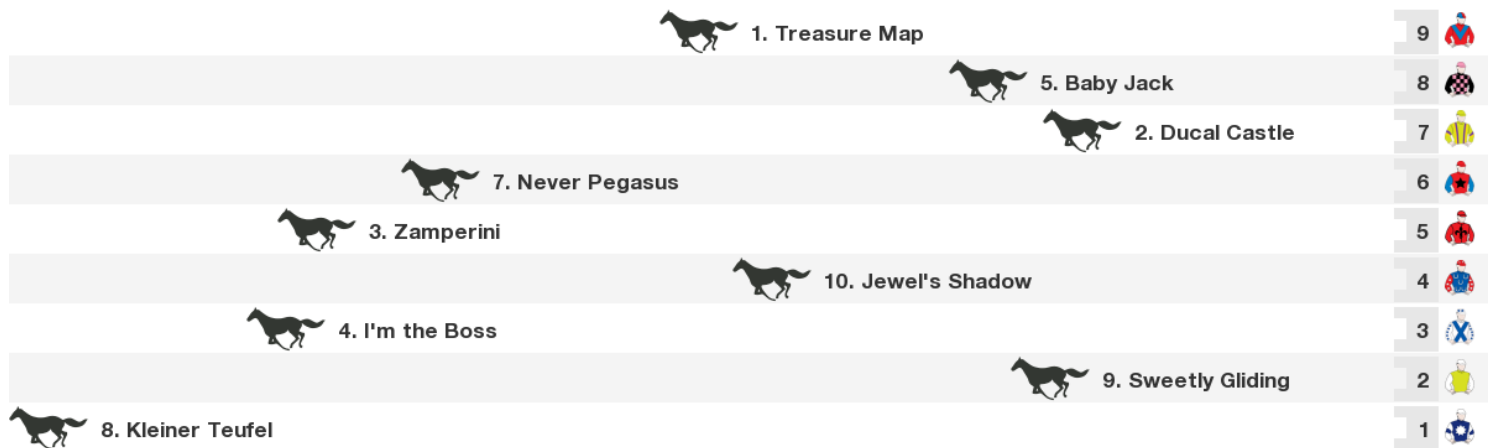 1. Treasure Map 9
5. Baby Jack 8
2. Ducal Castle 7
7. Never Pegasus 6
3. Zamperini 5
10. Jewel's Shadow 4
4. I'm the Boss 3
9. Sweetly Gliding 2
8. Kleiner Teufel 1